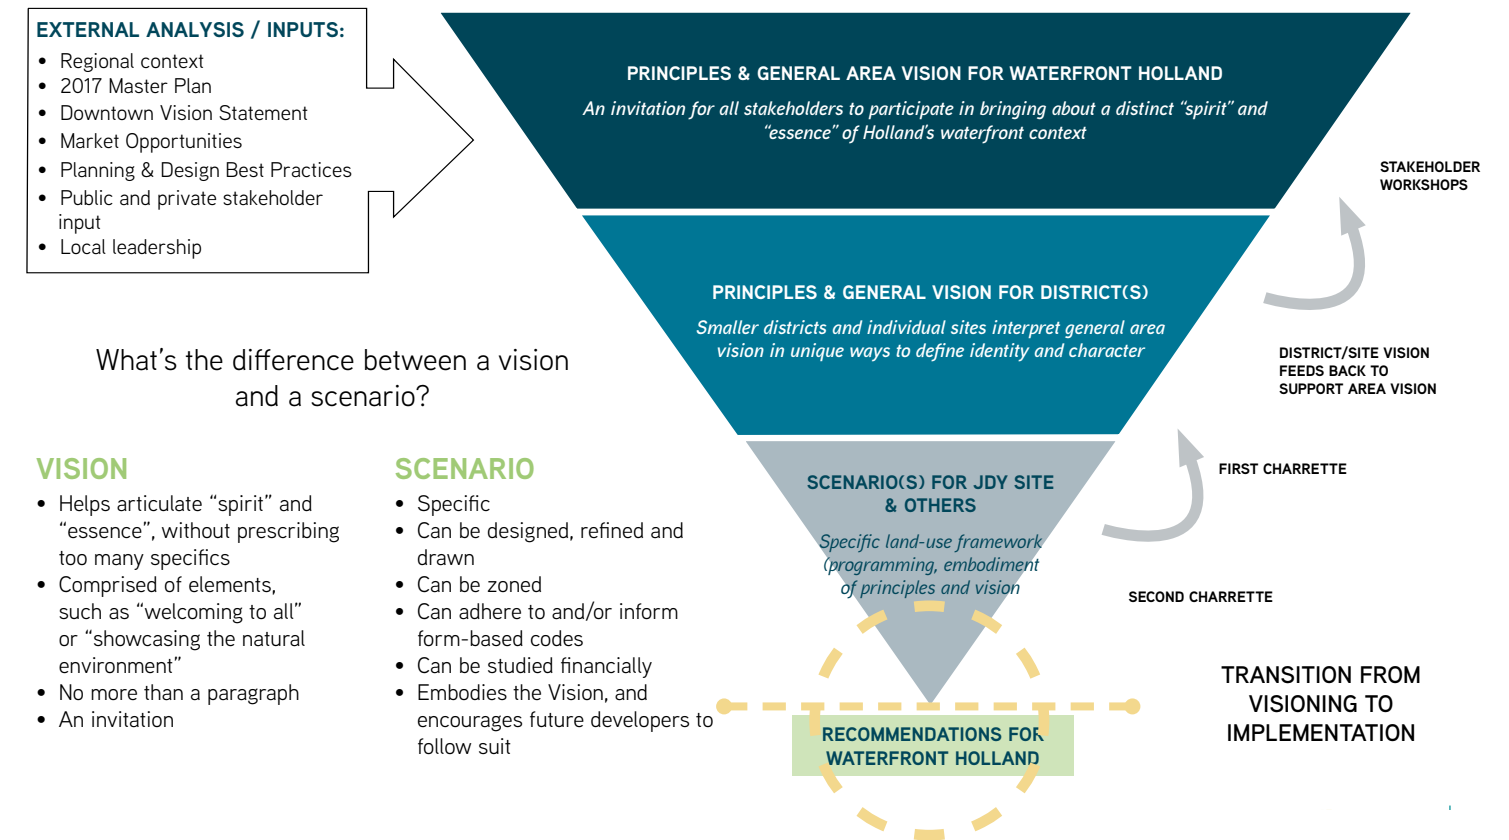 EXTERNAL ANALYSIS / INPUTS:
• Regional context
• 2017 Master Plan
• Downtown Vision Statement
• Market Opportunities
• Planning & Design Best Practices
• Public and private stakeholder
input
• Local leadership
PRINCIPLES & GENERAL AREA VISION FOR WATERFRONT HOLLAND
An invitation for all stakeholders to participate in bringing about a distinct “spirit” and
“essence” of Holland’s waterfront context
STAKEHOLDER
WORKSHOPS
PRINCIPLES & GENERAL VISION FOR DISTRICT(S)
Smaller districts and individual sites interpret general area
vision in unique ways to define identity and character
DISTRICT/SITE VISION
FEEDS BACK TO
SUPPORT AREA VISION
What’s the difference between a vision
and a scenario?
VISION
• Helps articulate “spirit” and
“essence”, without prescribing
too many specifics
• Comprised of elements,
such as “welcoming to all”
or “showcasing the natural
environment”
• No more than a paragraph
• An invitation
SCENARIO
• Specific
• Can be designed, refined and
drawn
• Can be zoned
• Can adhere to and/or inform
form-based codes
• Can be studied financially
• Embodies the Vision, and
encourages future developers to
follow suit
SCENARIO(S) FOR JDY SITE
& OTHERS
Specific land-use framework
(programming, embodiment
of principles and vision
FIRST CHARRETTE
SECOND CHARRETTE
RECOMMENDATIONS FOR
WATERFRONT HOLLAND
TRANSITION FROM
VISIONING TO
IMPLEMENTATION